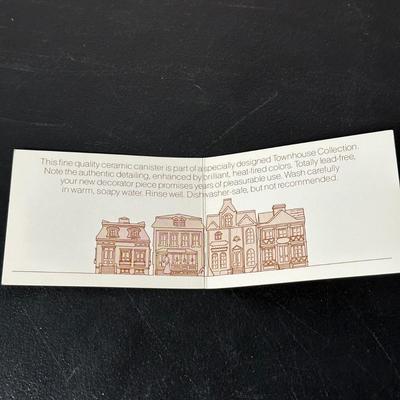 This fine quality ceramic canister is part of a specially designed Townhouse Collection.
Note the authentic detailing, enhanced by brilliant, heat-fired colors. Totally lead-free,
your new decorator piece promises years of pleasurable use. Wash carefully
in warm, soapy water. Rinse well. Dishwasher-safe, but not recommended.